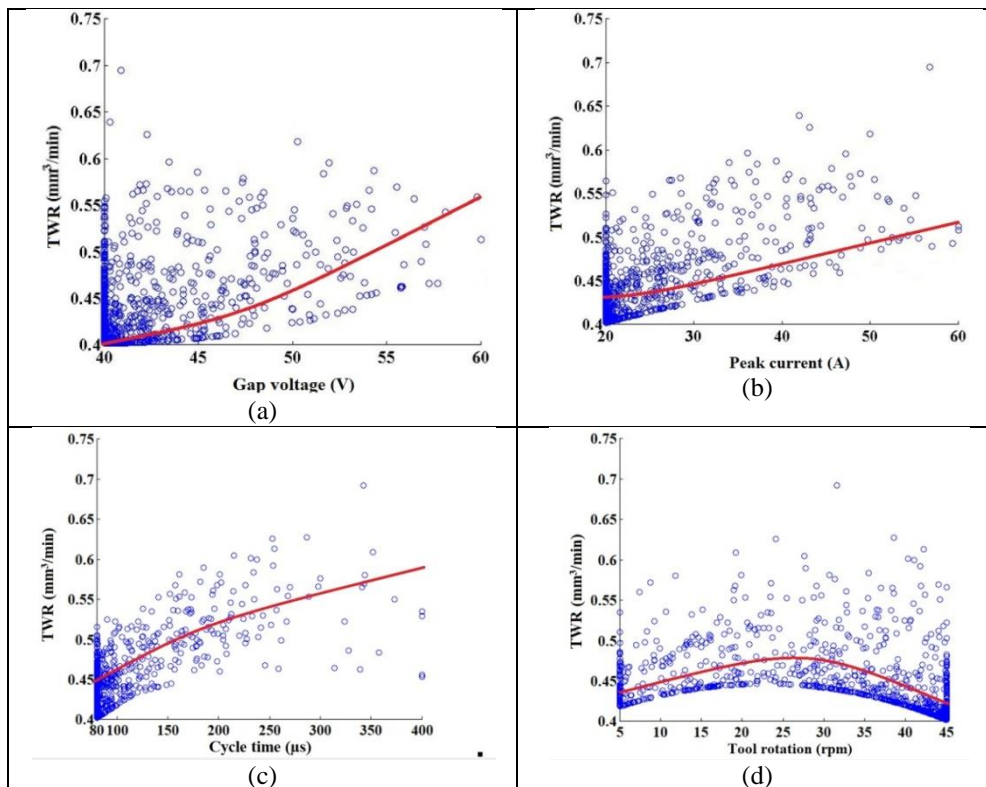 0.75
0.7
0.65
0.6
0.55
0.5
0.45
0.4
TWR (mm³/min)
40 45 50 55 60
Gap voltage (V)
(a)
0.75
0.7
0.65
0.6
0.55
0.5
0.45
0.4
TWR (mm³/min)
20 30 40 50 60
Peak current (A)
(b)
0.75
0.7
0.65
0.6
0.55
0.5
0.45
0.4
TWR (mm³/min)
80 100 150 200 250 300 350 400
Cycle time (µs)
(c)
0.75
0.7
0.65
0.6
0.55
0.5
0.45
0.4
TWR (mm³/min)
5 10 15 20 25 30 35 40 45
Tool rotation (rpm)
(d)